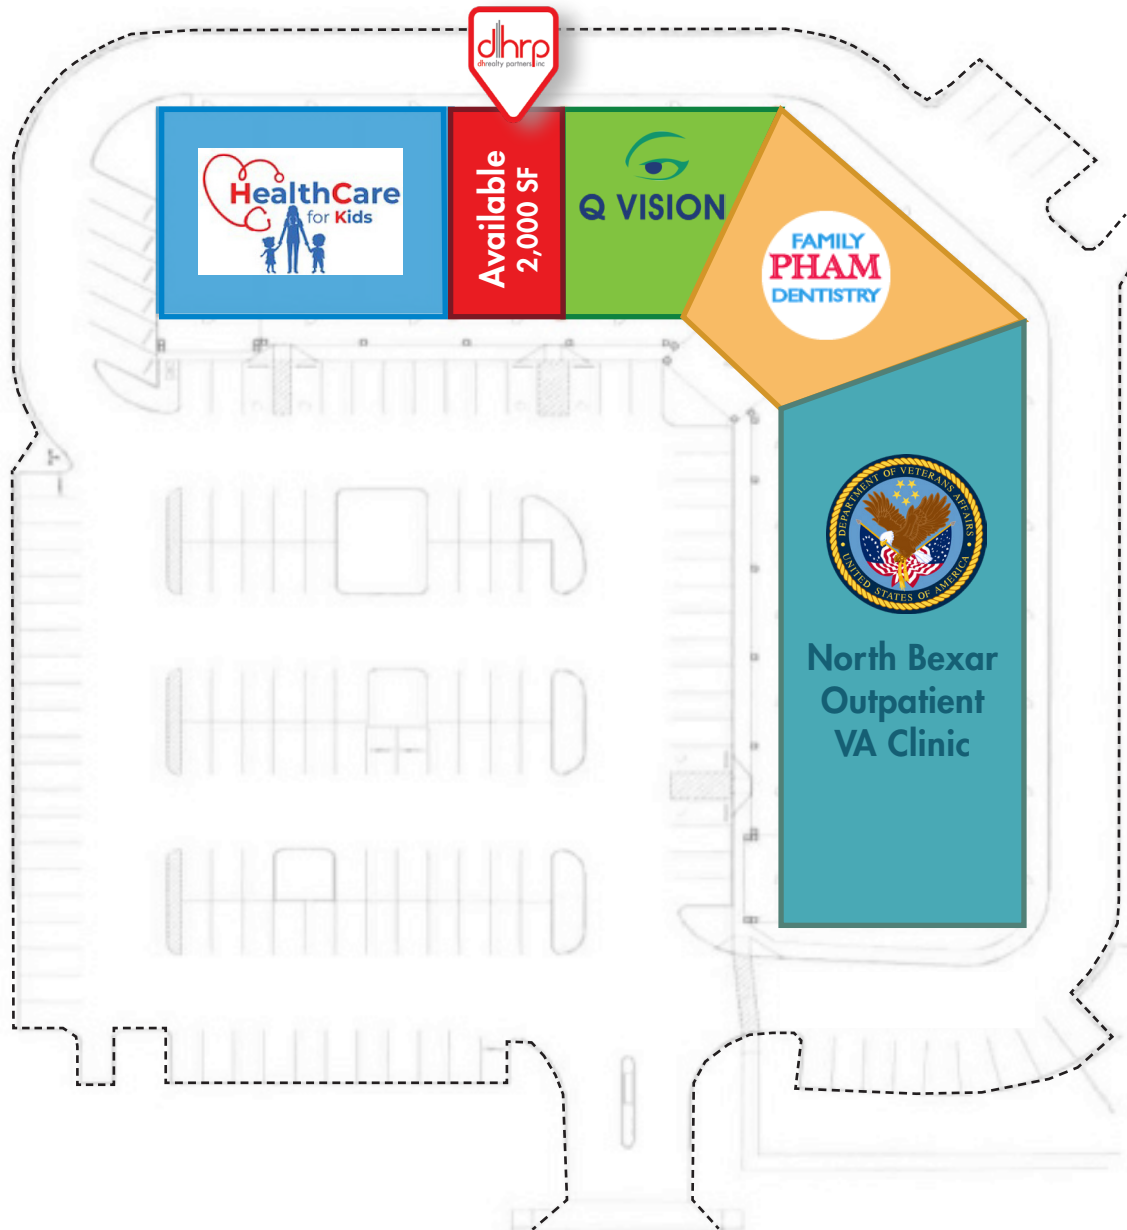 dhrp
dhrealty partners inc
HealthCare
for Kids
Available
2,000 SF
Q VISION
FAMILY
PHAM
DENTISTRY
DEPARTMENT OF VETERANS AFFAIRS
UNITED STATES OF AMERICA
North Bexar
Outpatient
VA Clinic